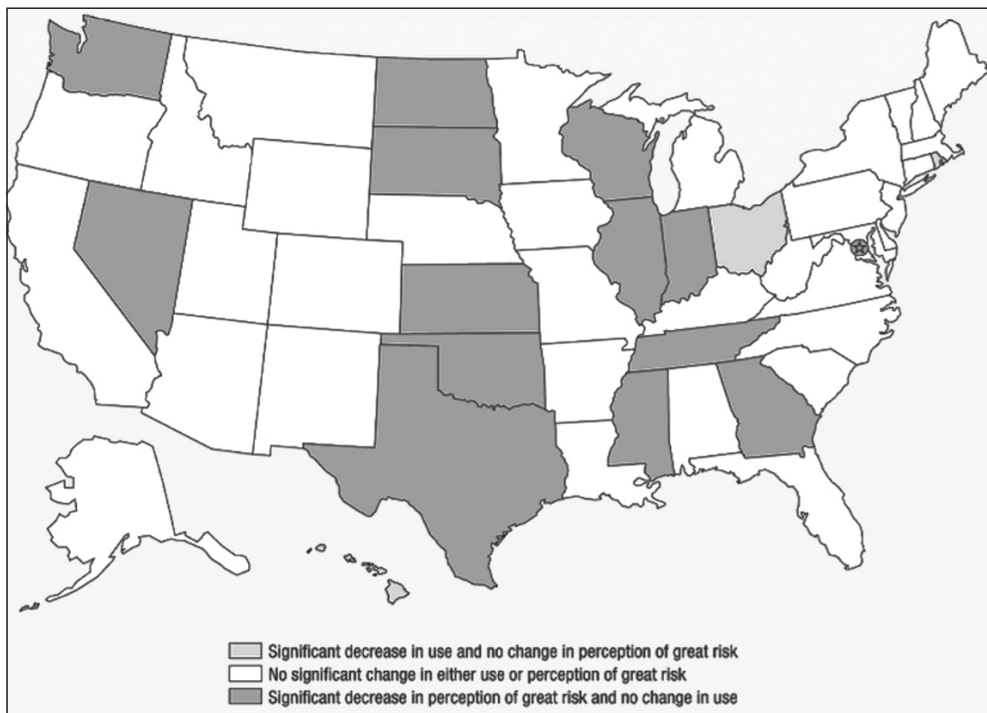 Significant decrease in use and no change in perception of great risk
No significant change in either use or perception of great risk
Significant decrease in perception of great risk and no change in use